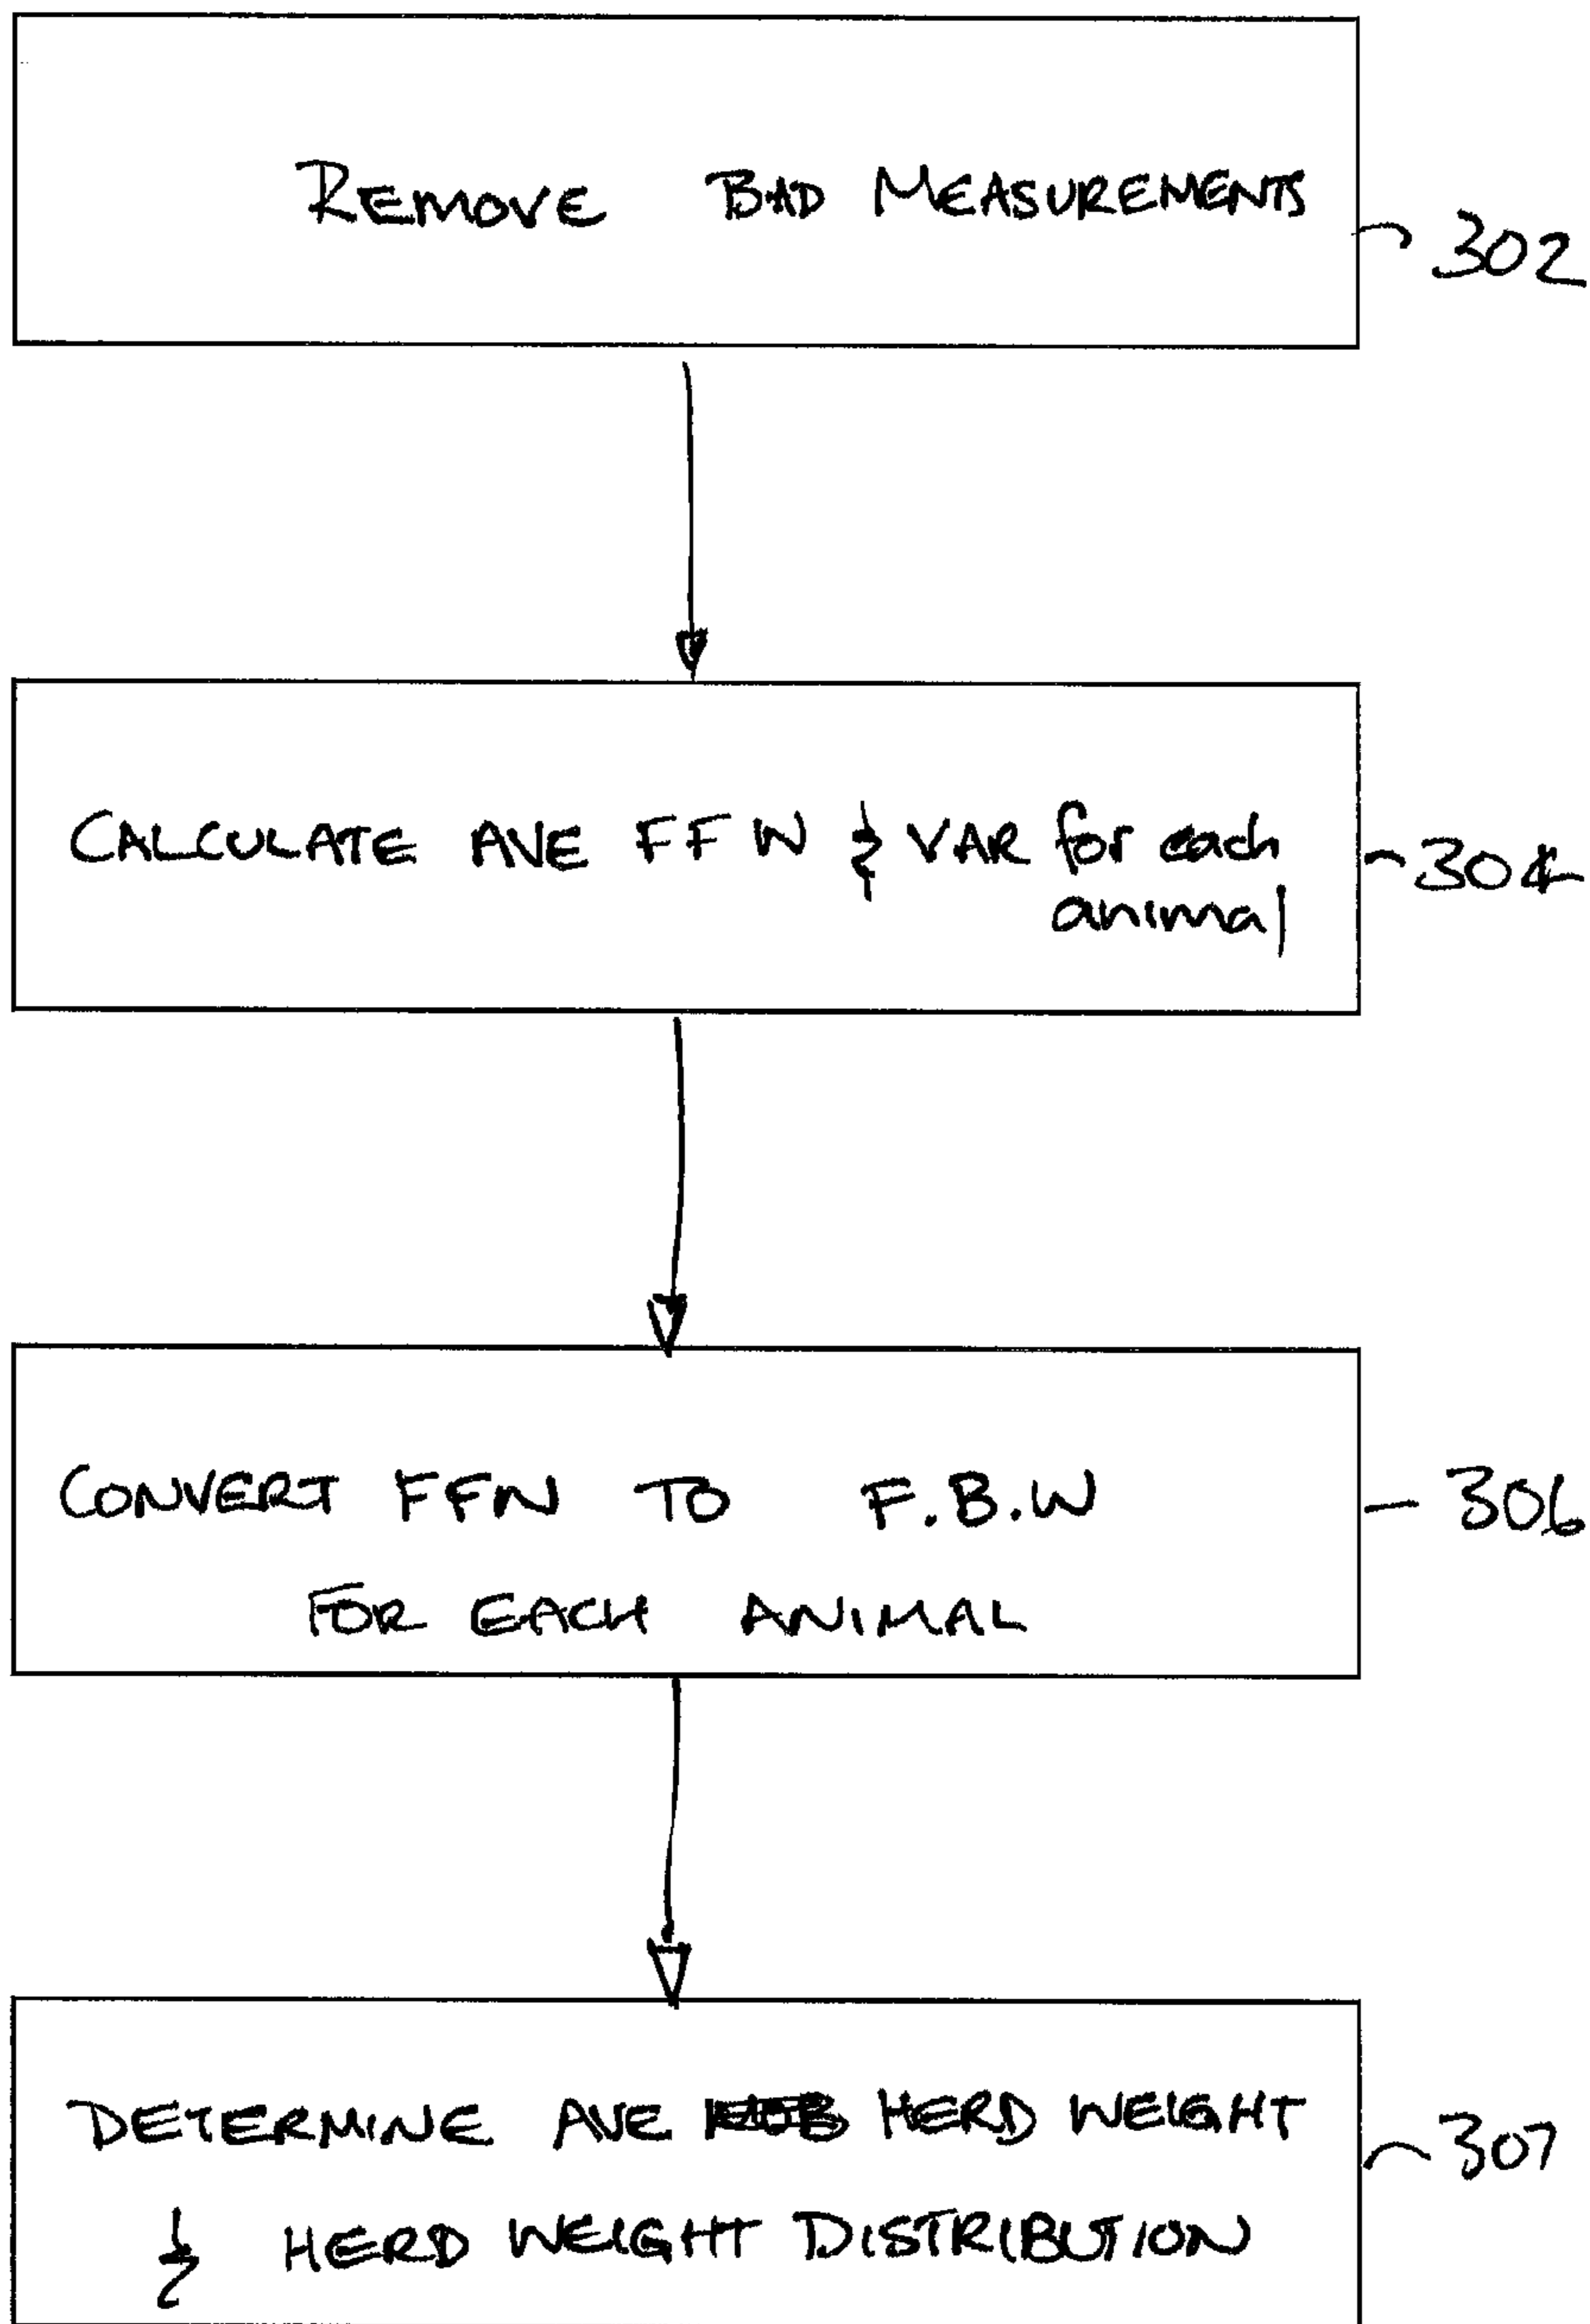 REMOVE BAD MEASUREMENTS
302
CALCULATE AVE FFW & VAR for each
animal
304
CONVERT FFW TO F.B.W
FOR EACH ANIMAL
306
DETERMINE AVE HERD WEIGHT
& HERD WEIGHT DISTRIBUTION
307